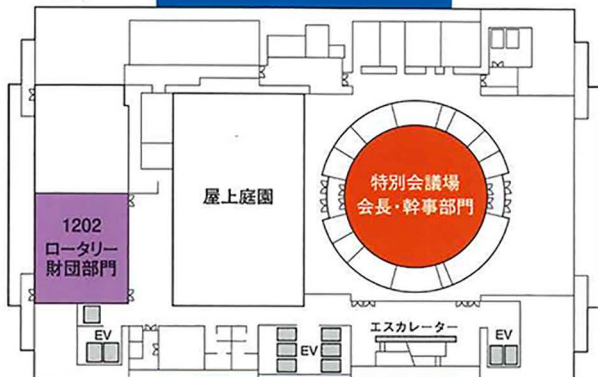 特別会議場
会長・幹事部門
屋上庭園
1202
ロータリー
財団部門
エスカレーター
EV
EV
EV